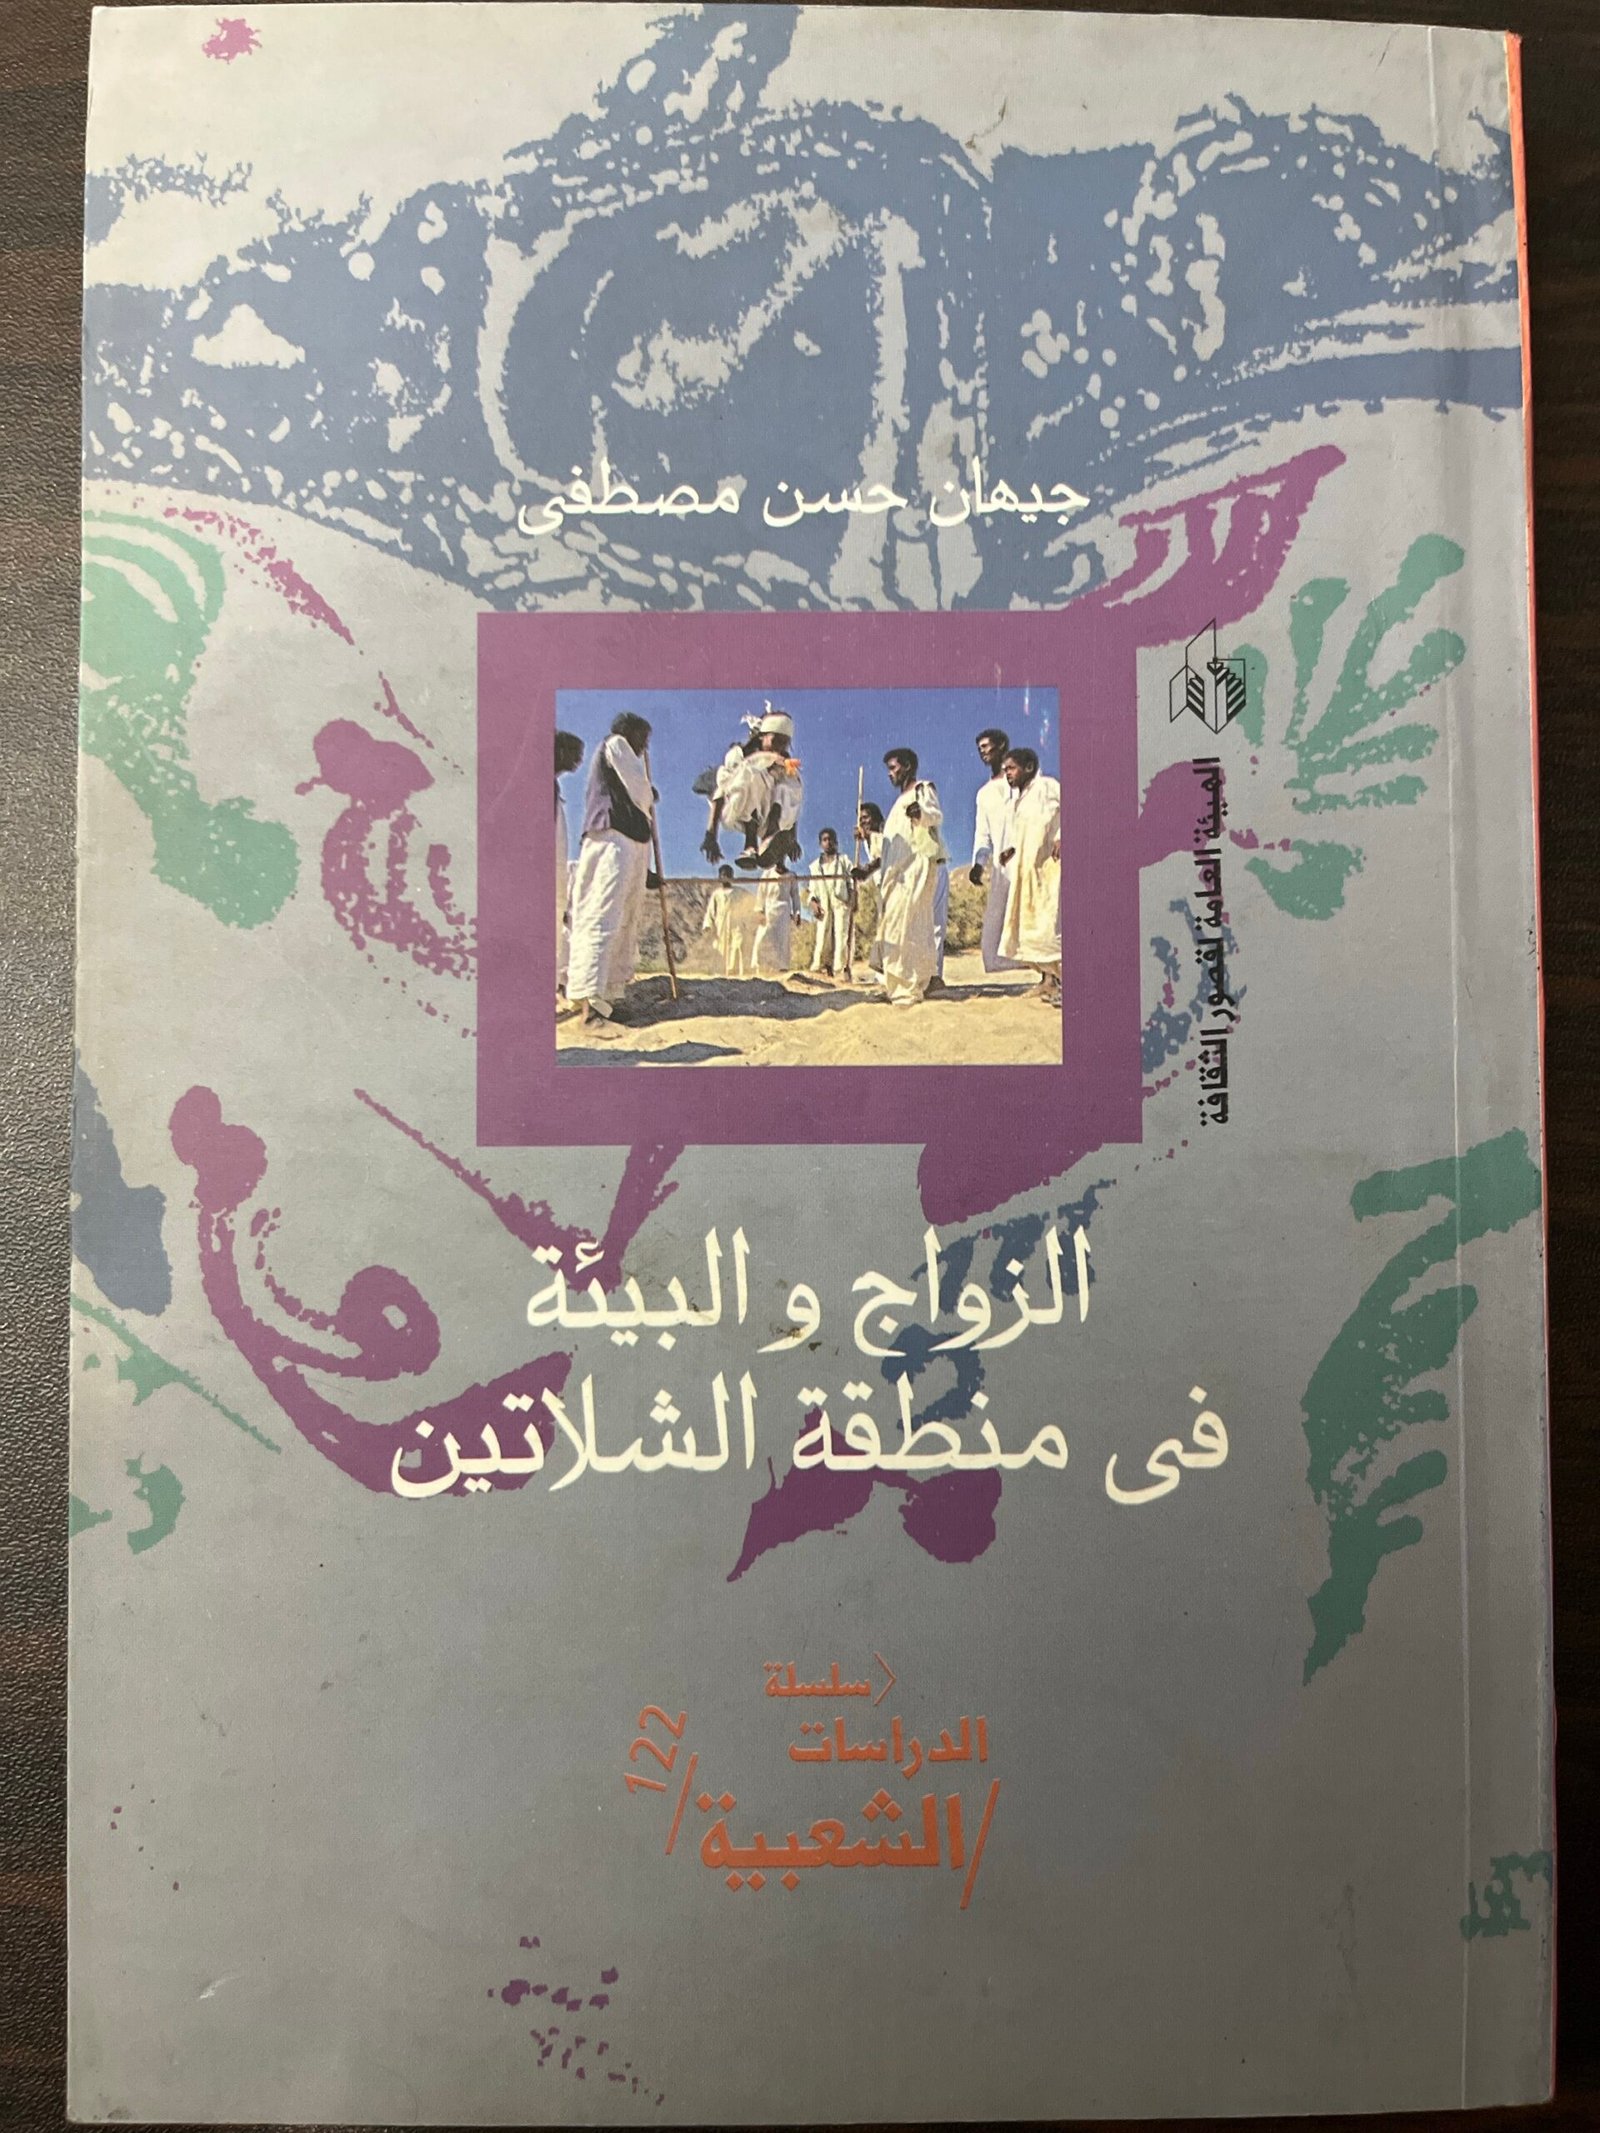 جيهان حسن مصطفى
الهيئة العامة لقصور الثقافة
الزواج و البيئة
فى منطقة الشلاتين
سلسلة
الدراسات
الشعبية
122